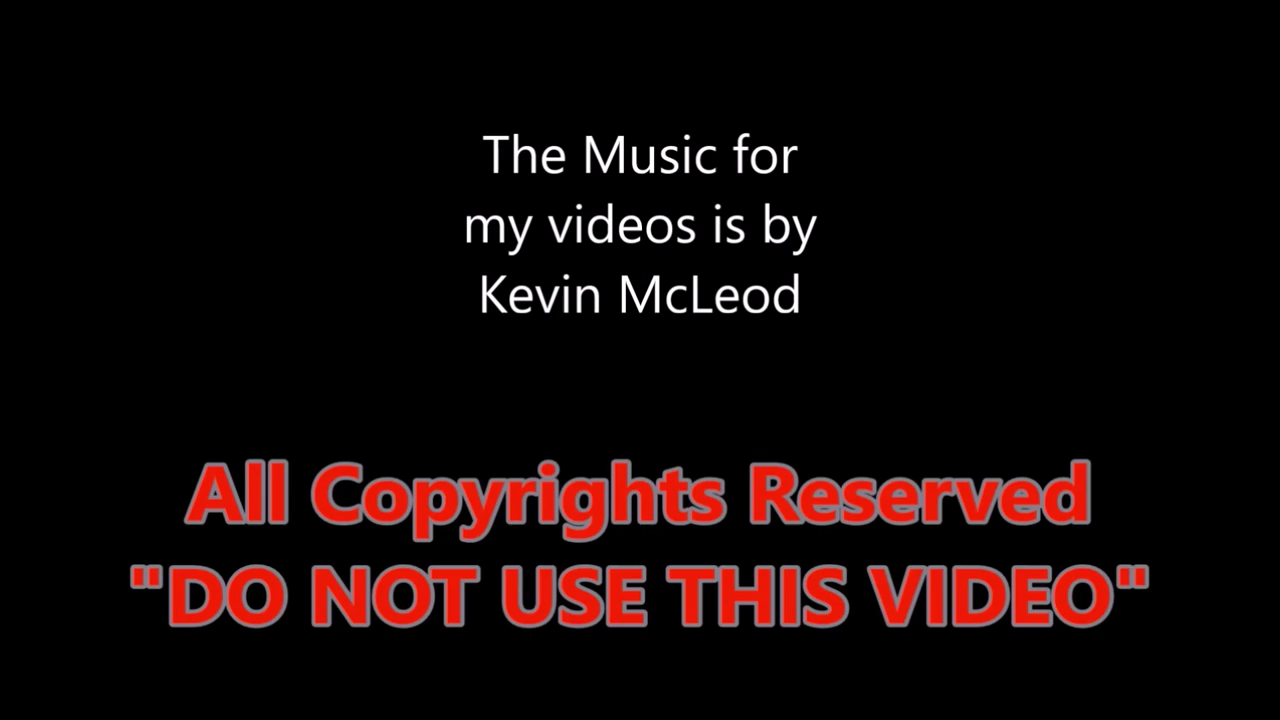 The Music for
my videos is by
Kevin McLeod
All Copyrights Reserved
"DO NOT USE THIS VIDEO"